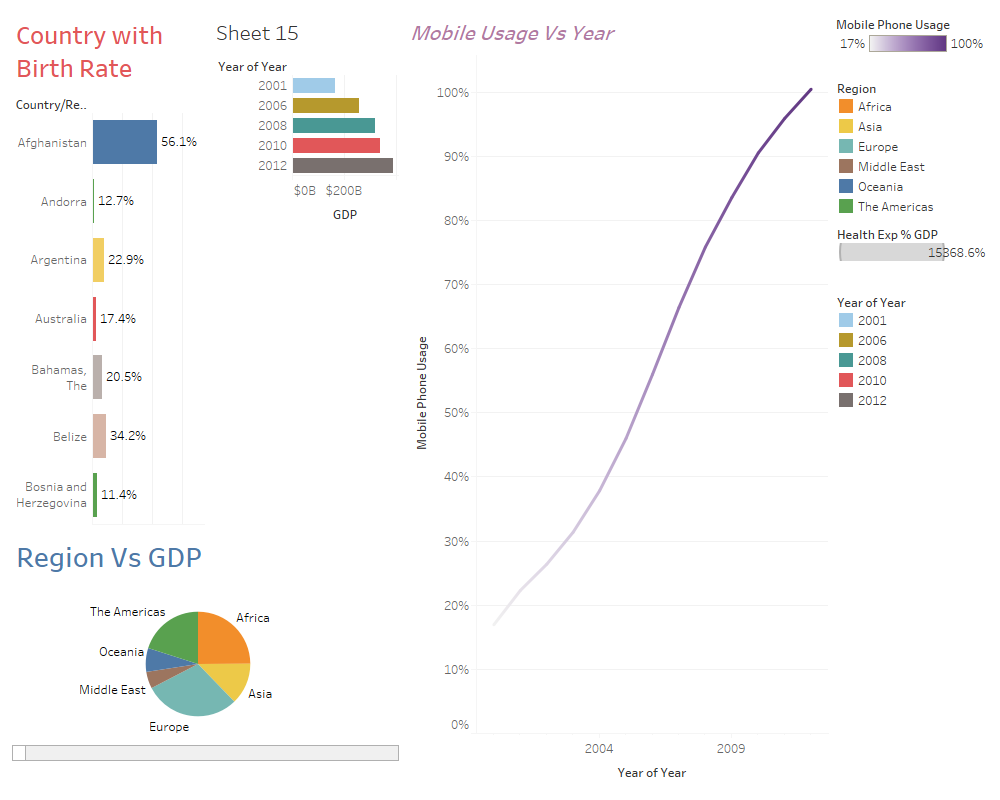 Country with
Birth Rate
Country/Re..
Afghanistan
56.1%
Andorra
12.7%
Argentina
22.9%
Australia
17.4%
Bahamas,
The
20.5%
Belize
34.2%
Bosnia and
Herzegovina
11.4%
Sheet 15
Year of Year
2001
2006
2008
2010
2012
$0B $200B
GDP
Region Vs GDP
The Americas
Africa
Oceania
Middle East
Asia
Europe
Mobile Usage Vs Year
Mobile Phone Usage
100%
90%
80%
70%
60%
50%
40%
30%
20%
10%
0%
2004 2009
Year of Year
Mobile Phone Usage
17% 100%
Region
Africa
Asia
Europe
Middle East
Oceania
The Americas
Health Exp % GDP
15368.6%
Year of Year
2001
2006
2008
2010
2012